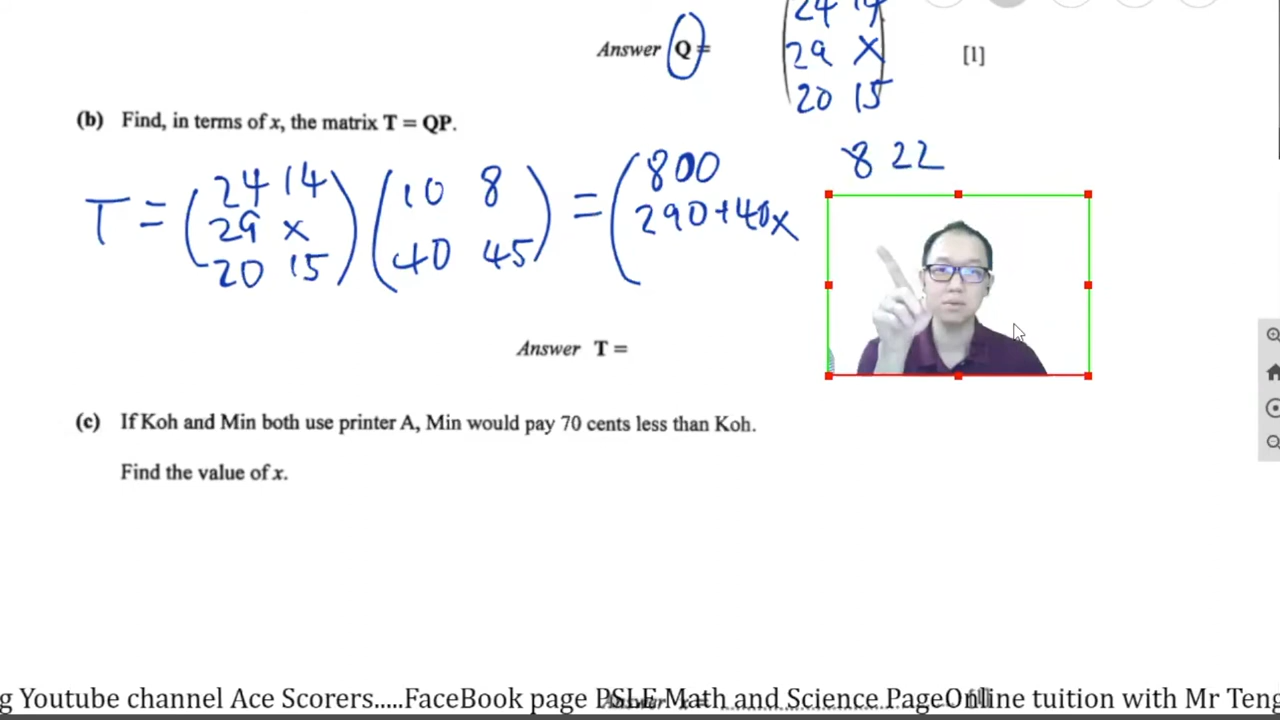 24 14
Answer Q =
29 x
[1]
20 15
(b) Find, in terms of x, the matrix T = QP.
8 22
T = (24 14 29 x 20 15) (10 8 40 45) = (800 290+40x
Answer T =
(c) If Koh and Min both use printer A, Min would pay 70 cents less than Koh.
Find the value of x.
g Youtube channel Ace Scorers.....FaceBook page PSLE Math and Science PageOnline tuition with Mr Teng